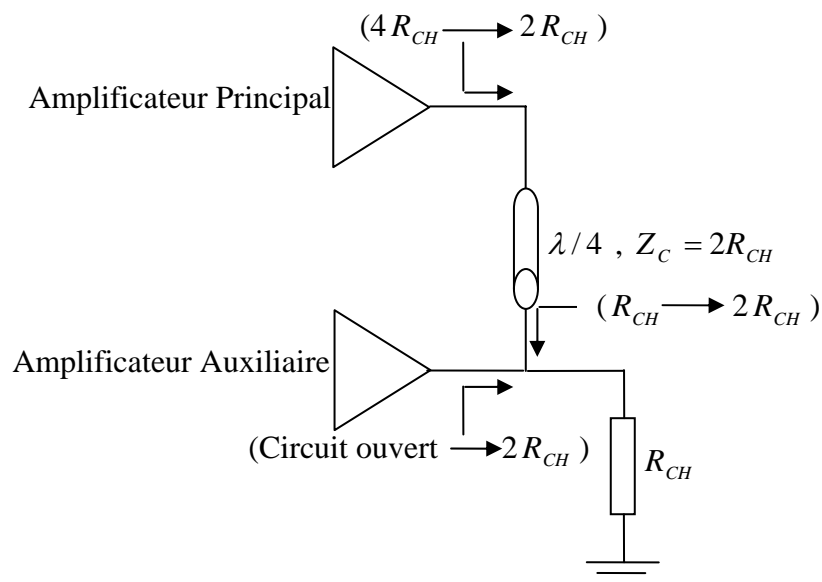 (4 R_CH → 2 R_CH )
Amplificateur Principal
λ / 4 , Z_C = 2R_CH
( R_CH → 2 R_CH )
Amplificateur Auxiliaire
(Circuit ouvert → 2 R_CH )
R_CH